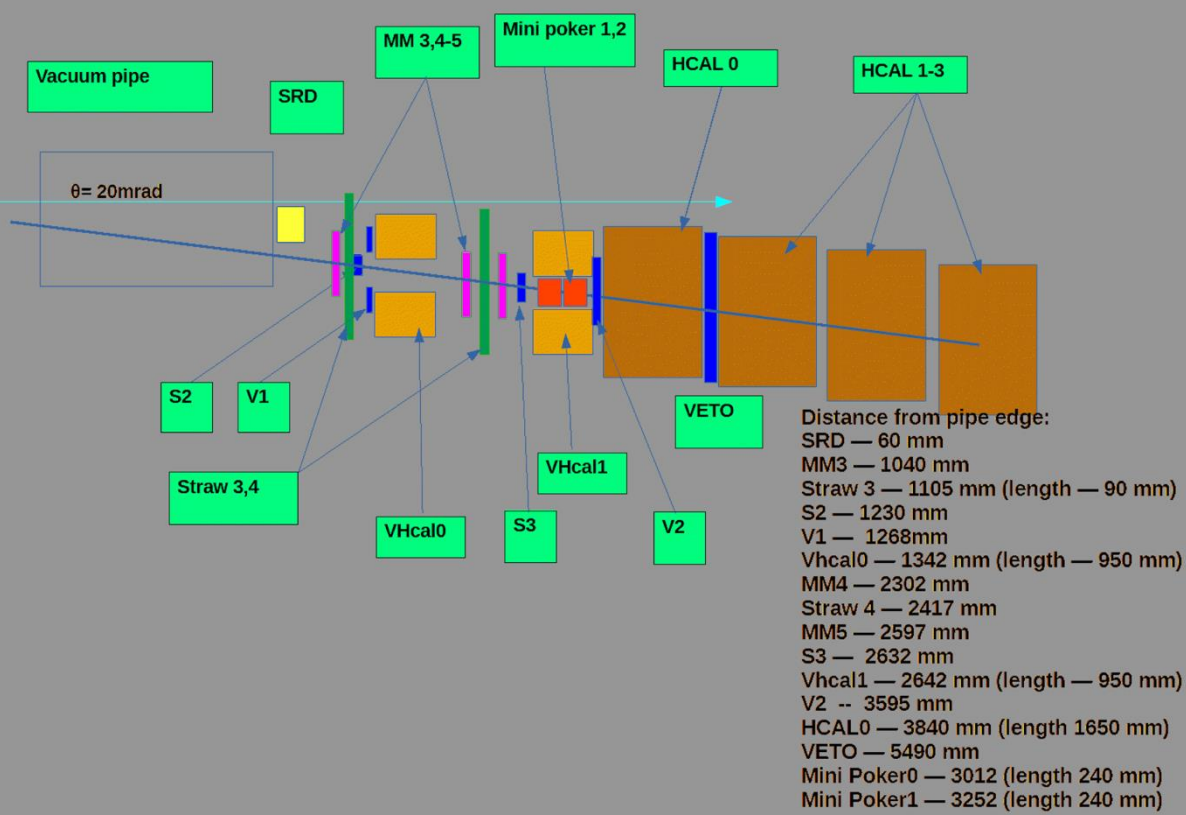 MM 3,4-5
Mini poker 1,2
HCAL 0
HCAL 1-3
Vacuum pipe
SRD
θ= 20mrad
S2
V1
VETO
Straw 3,4
VHcal1
VHcal0
S3
V2
Distance from pipe edge:
SRD — 60 mm
MM3 — 1040 mm
Straw 3 — 1105 mm (length — 90 mm)
S2 — 1230 mm
V1 —  1268mm
Vhcal0 — 1342 mm (length — 950 mm)
MM4 — 2302 mm
Straw 4 — 2417 mm
MM5 — 2597 mm
S3 —  2632 mm
Vhcal1 — 2642 mm (length — 950 mm)
V2  --  3595 mm
HCAL0 — 3840 mm (length 1650 mm)
VETO — 5490 mm
Mini Poker0 — 3012 (length 240 mm)
Mini Poker1 — 3252 (length 240 mm)